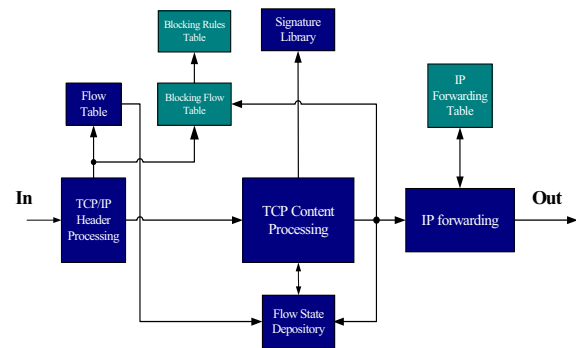 Blocking Rules
Table
Signature
Library
IP
Forwarding
Table
Flow
Table
Blocking Flow
Table
In
TCP/IP
Header
Processing
TCP Content
Processing
IP forwarding
Out
Flow State
Depository